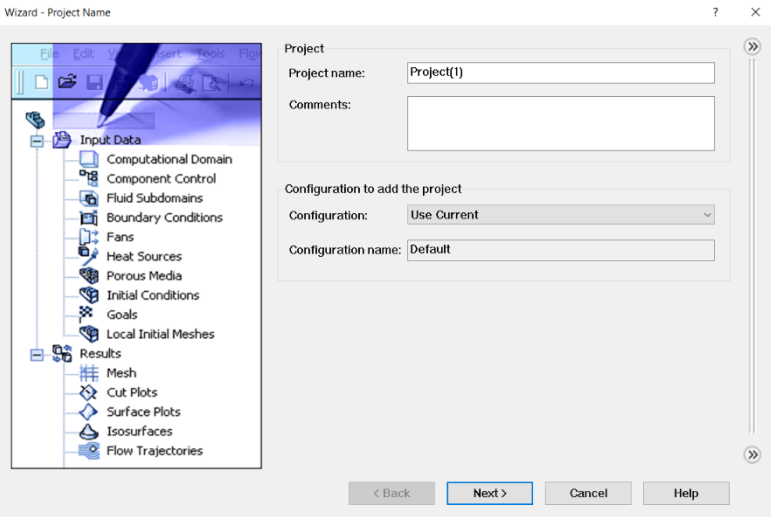 Wizard - Project Name
?
File Edit View Insert Tools Flow
Input Data
Computational Domain
Component Control
Fluid Subdomains
Boundary Conditions
Fans
Heat Sources
Porous Media
Initial Conditions
Goals
Local Initial Meshes
Results
Mesh
Cut Plots
Surface Plots
Isosurfaces
Flow Trajectories
Project
Project name: Project(1)
Comments:
Configuration to add the project
Configuration: Use Current
Configuration name: Default
< Back Next > Cancel Help